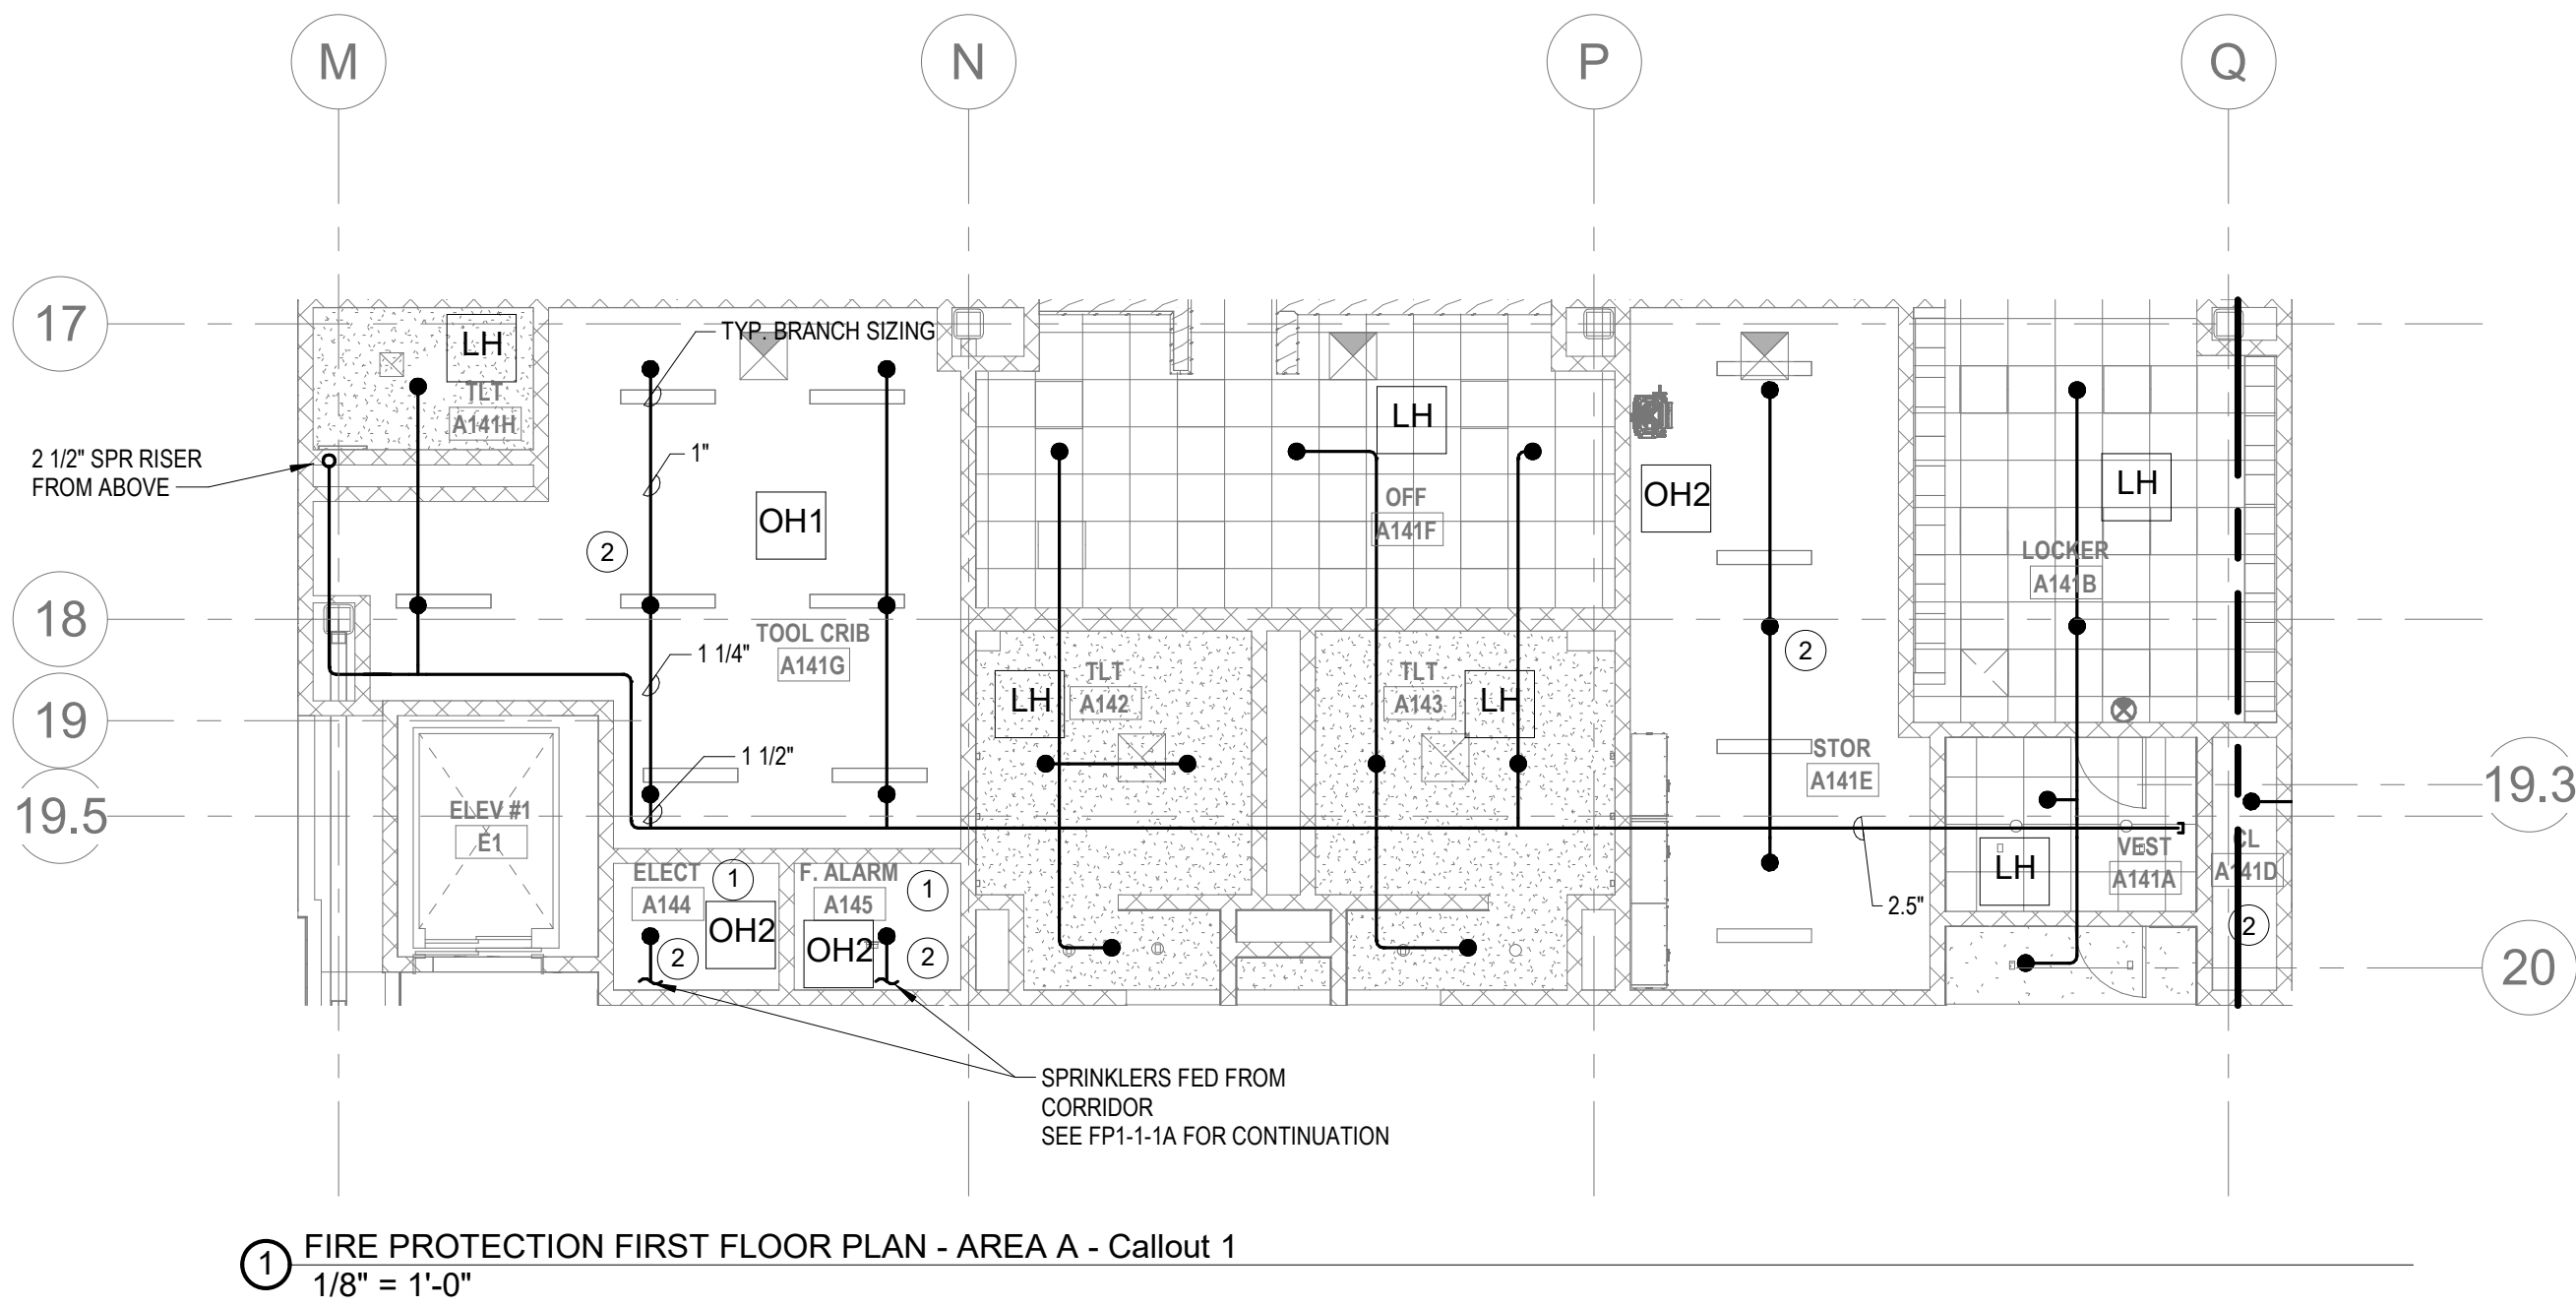 M
N
P
Q
17
18
19
19.5
19.3
20
TYP. BRANCH SIZING
LH
TLT
A141H
2 1/2" SPR RISER
FROM ABOVE
1"
OH1
2
TOOL CRIB
A141G
1 1/4"
1 1/2"
LH
OFF
A141F
OH2
2
LH
LOCKER
A141B
LH
TLT
A142
TLT
A143
LH
STOR
A141E
ELEV #1
E1
ELECT
A144
1
OH2
2
F. ALARM
A145
1
OH2
2
2.5"
LH
VEST
A141A
CL
A141D
2
SPRINKLERS FED FROM
CORRIDOR
SEE FP1-1-1A FOR CONTINUATION
1
FIRE PROTECTION FIRST FLOOR PLAN - AREA A - Callout 1
1/8" = 1'-0"